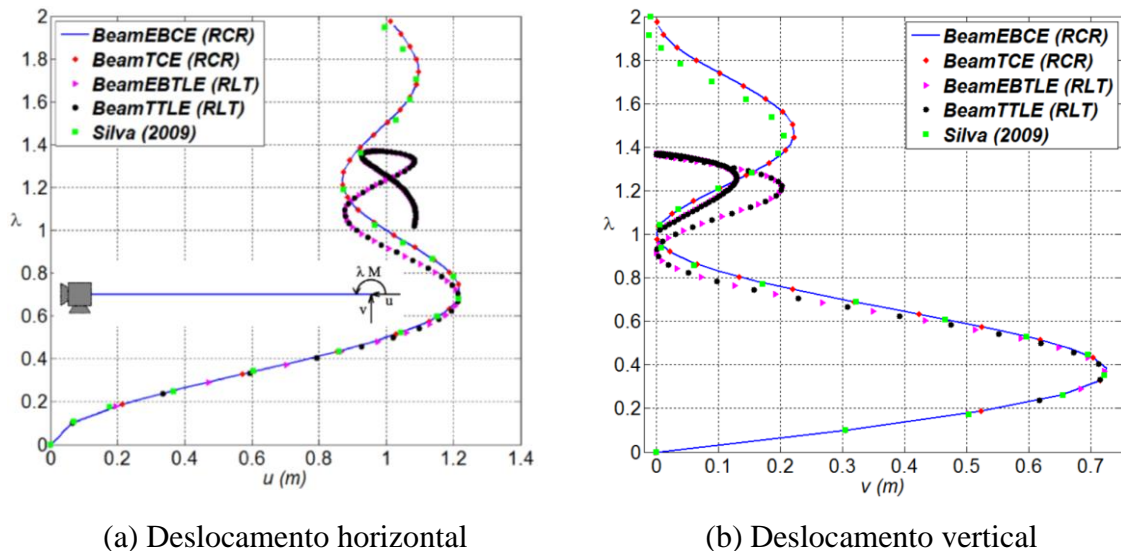 BeamEBCE (RCR)
BeamTCE (RCR)
BeamEBTLE (RLT)
BeamTTLE (RLT)
Silva (2009)
2
1.8
1.6
1.4
1.2
λ
1
0.8
0.6
0.4
0.2
0
λ M
u
v
0 0.2 0.4 0.6 0.8 1 1.2 1.4
u (m)
(a) Deslocamento horizontal
BeamEBCE (RCR)
BeamTCE (RCR)
BeamEBTLE (RLT)
BeamTTLE (RLT)
Silva (2009)
2
1.8
1.6
1.4
1.2
λ
1
0.8
0.6
0.4
0.2
0
0 0.1 0.2 0.3 0.4 0.5 0.6 0.7
v (m)
(b) Deslocamento vertical